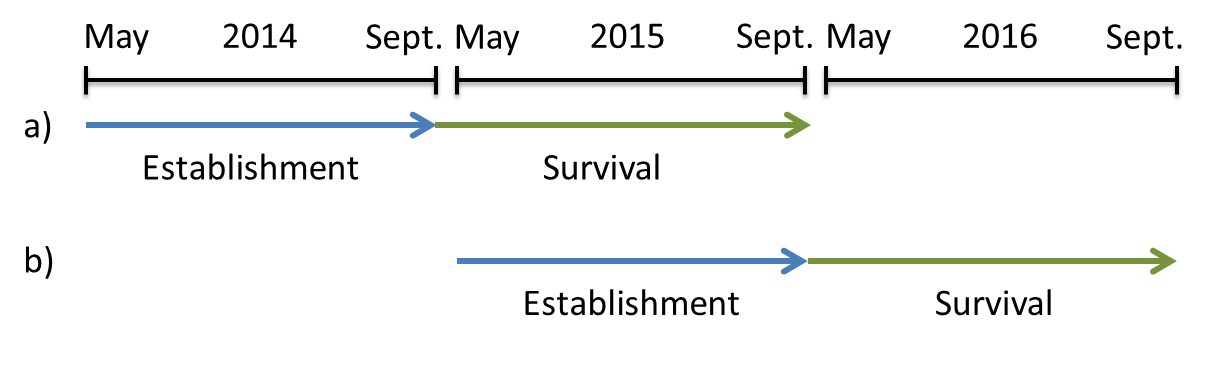 May 2014 Sept. May 2015 Sept. May 2016 Sept.
a)
Establishment Survival
b)
Establishment Survival